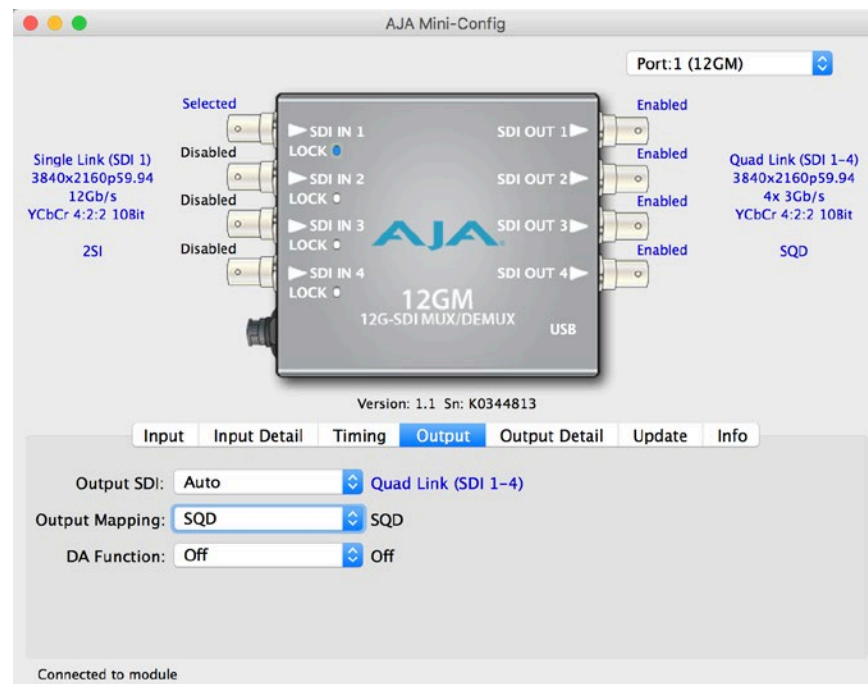 AJA Mini-Config
Port:1 (12GM)
Selected
Enabled
SDI IN 1
SDI OUT 1
LOCK
Disabled
Enabled
Single Link (SDI 1)
3840x2160p59.94
12Gb/s
YCbCr 4:2:2 10Bit
2SI
SDI IN 2
SDI OUT 2
LOCK
Quad Link (SDI 1-4)
3840x2160p59.94
4x 3Gb/s
YCbCr 4:2:2 10Bit
SQD
Disabled
Enabled
SDI IN 3
SDI OUT 3
LOCK
AJA
Disabled
Enabled
SDI IN 4
SDI OUT 4
LOCK
12GM
12G-SDI MUX/DEMUX
USB
Version: 1.1 Sn: K0344813
Input Input Detail Timing Output Output Detail Update Info
Output SDI: Auto Quad Link (SDI 1-4)
Output Mapping: SQD SQD
DA Function: Off Off
Connected to module